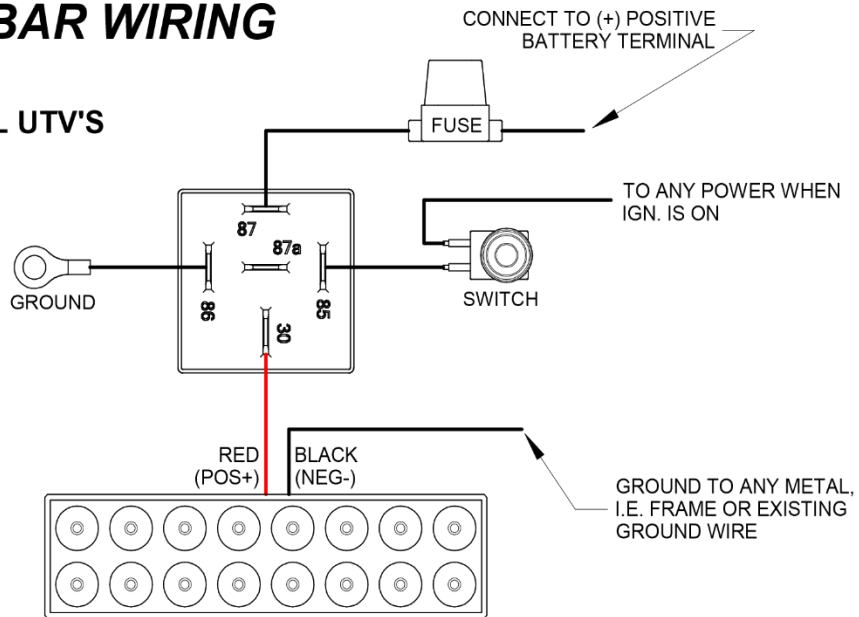 BAR WIRING
CONNECT TO (+) POSITIVE
BATTERY TERMINAL
UTV'S
FUSE
TO ANY POWER WHEN
IGN. IS ON
87
87a
86
85
30
GROUND
SWITCH
RED
(POS+)
BLACK
(NEG-)
GROUND TO ANY METAL,
I.E. FRAME OR EXISTING
GROUND WIRE